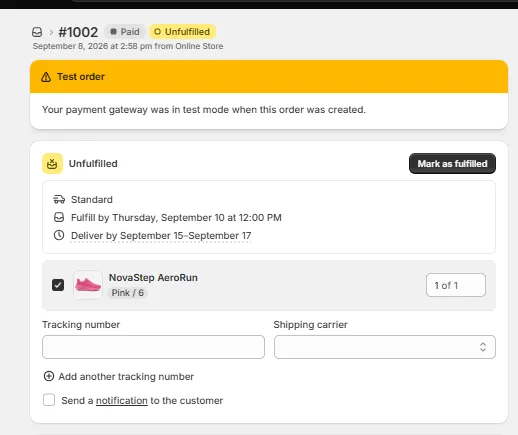 #1002 Paid Unfulfilled
September 8, 2026 at 2:58 pm from Online Store
Test order
Your payment gateway was in test mode when this order was created.
Unfulfilled Mark as fulfilled
Standard
Fulfill by Thursday, September 10 at 12:00 PM
Deliver by September 15–September 17
NovaStep AeroRun
Pink / 6
1 of 1
Tracking number Shipping carrier
Add another tracking number
Send a notification to the customer